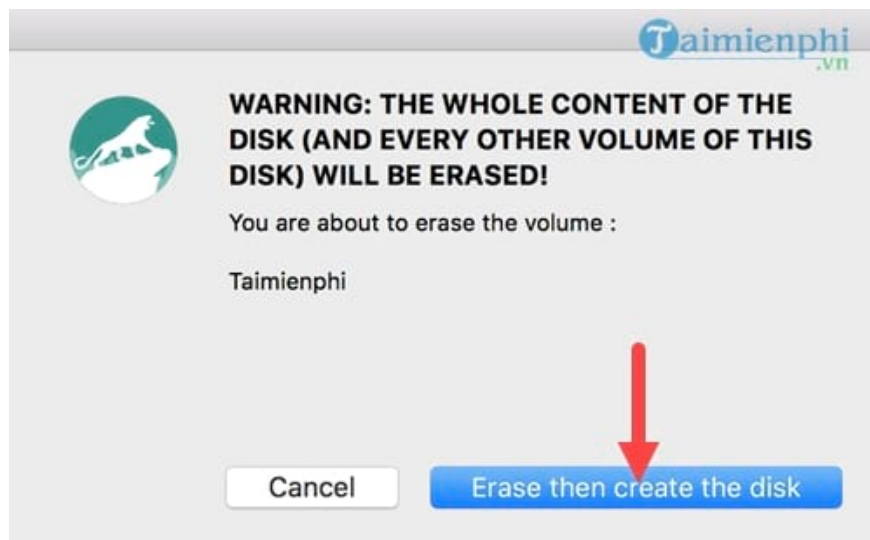 Taimienphi
.vn
WARNING: THE WHOLE CONTENT OF THE
DISK (AND EVERY OTHER VOLUME OF THIS
DISK) WILL BE ERASED!
You are about to erase the volume :
Taimienphi
Cancel
Erase then create the disk